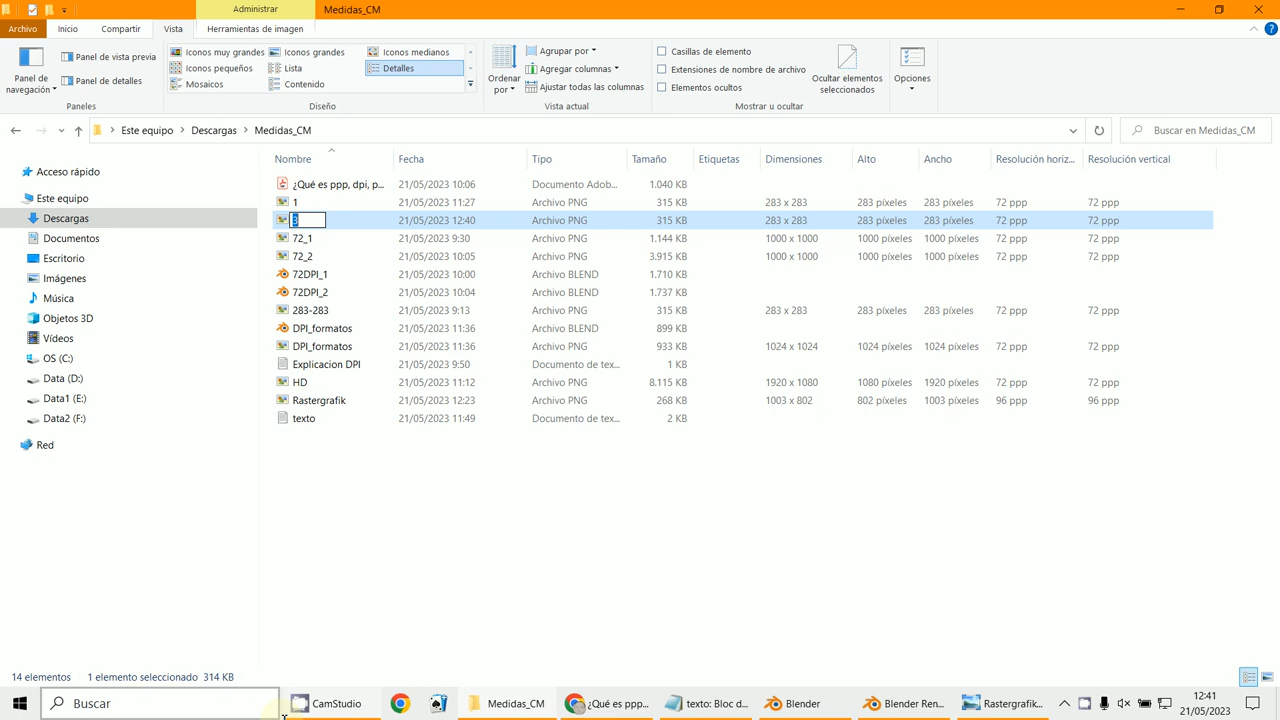 Administrar
Medidas_CM
Archivo
Inicio
Compartir
Vista
Herramientas de imagen
Panel de navegación
Panel de vista previa
Panel de detalles
Paneles
Iconos muy grandes
Iconos grandes
Iconos medianos
Iconos pequeños
Lista
Detalles
Mosaicos
Contenido
Diseño
Ordenar por
Agrupar por
Agregar columnas
Ajustar todas las columnas
Vista actual
Casillas de elemento
Extensiones de nombre de archivo
Elementos ocultos
Ocultar elementos seleccionados
Mostrar u ocultar
Opciones
Este equipo > Descargas > Medidas_CM
Buscar en Medidas_CM
Acceso rápido
Este equipo
Descargas
Documentos
Escritorio
Imágenes
Música
Objetos 3D
Vídeos
OS (C:)
Data (D:)
Data1 (E:)
Data2 (F:)
Red
Nombre Fecha Tipo Tamaño Etiquetas Dimensiones Alto Ancho Resolución horiz... Resolución vertical
¿Qué es ppp, dpi, p... 21/05/2023 10:06 Documento Adob... 1.040 KB
1 21/05/2023 11:27 Archivo PNG 315 KB 283 x 283 283 píxeles 283 píxeles 72 ppp 72 ppp
3 21/05/2023 12:40 Archivo PNG 315 KB 283 x 283 283 píxeles 283 píxeles 72 ppp 72 ppp
72_1 21/05/2023 9:30 Archivo PNG 1.144 KB 1000 x 1000 1000 píxeles 1000 píxeles 72 ppp 72 ppp
72_2 21/05/2023 10:05 Archivo PNG 3.915 KB 1000 x 1000 1000 píxeles 1000 píxeles 72 ppp 72 ppp
72DPI_1 21/05/2023 10:00 Archivo BLEND 1.710 KB
72DPI_2 21/05/2023 10:04 Archivo BLEND 1.737 KB
283-283 21/05/2023 9:13 Archivo PNG 315 KB 283 x 283 283 píxeles 283 píxeles 72 ppp 72 ppp
DPI_formatos 21/05/2023 11:36 Archivo BLEND 899 KB
DPI_formatos 21/05/2023 11:36 Archivo PNG 933 KB 1024 x 1024 1024 píxeles 1024 píxeles 72 ppp 72 ppp
Explicacion DPI 21/05/2023 9:50 Documento de tex... 1 KB
HD 21/05/2023 11:12 Archivo PNG 8.115 KB 1920 x 1080 1080 píxeles 1920 píxeles 72 ppp 72 ppp
Rastergrafik 21/05/2023 12:23 Archivo PNG 268 KB 1003 x 802 802 píxeles 1003 píxeles 96 ppp 96 ppp
texto 21/05/2023 11:49 Documento de tex... 2 KB
14 elementos 1 elemento seleccionado 314 KB
Buscar
CamStudio
Medidas_CM
¿Qué es ppp...
texto: Bloc d...
Blender
Blender Ren...
Rastergrafik...
12:41
21/05/2023